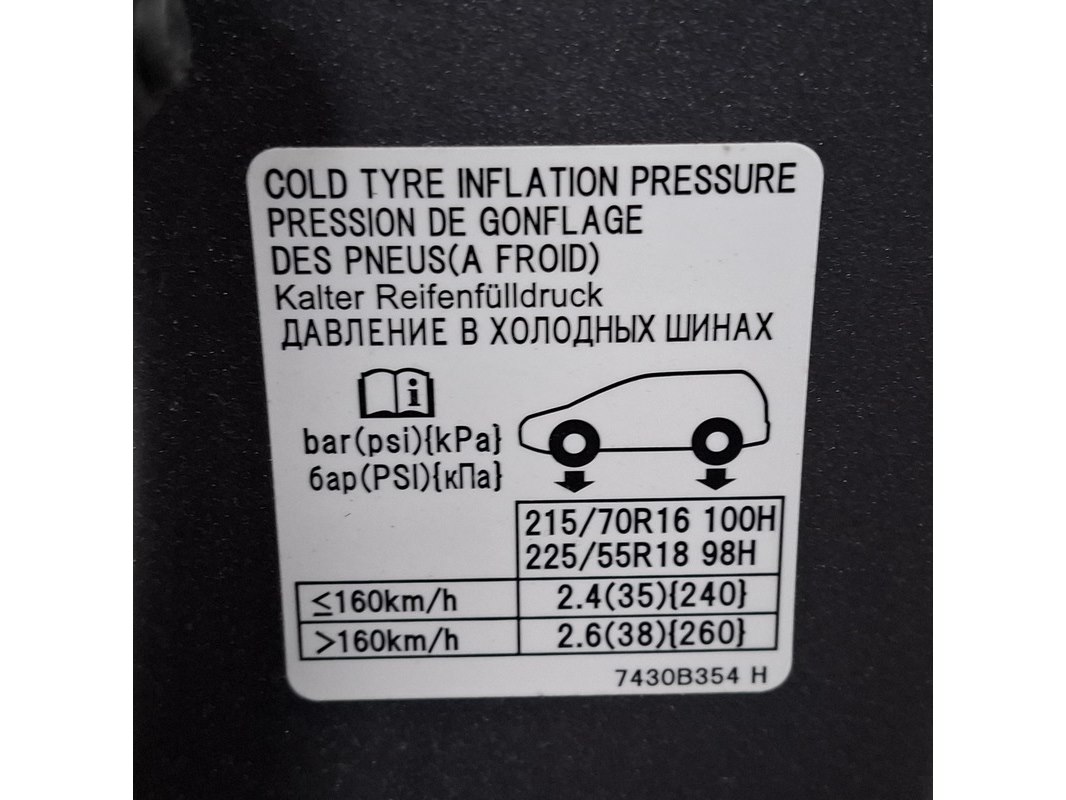 COLD TYRE INFLATION PRESSURE
PRESSION DE GONFLAGE
DES PNEUS(A FROID)
Kalter Reifenfülldruck
ДАВЛЕНИЕ В ХОЛОДНЫХ ШИНАХ
i
bar(psi){kPa}
бар(PSI){кПа}
215/70R16 100H
225/55R18 98H
≤160km/h 2.4(35){240}
>160km/h 2.6(38){260}
7430B354 H